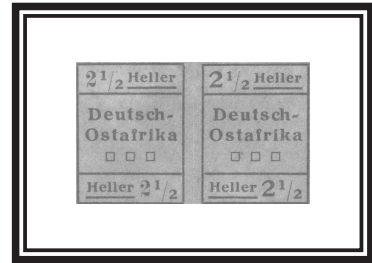 2 1/2 Heller
Deutsch-
Ostafrika
Heller 2 1/2
2 1/2 Heller
Deutsch-
Ostafrika
Heller 2 1/2